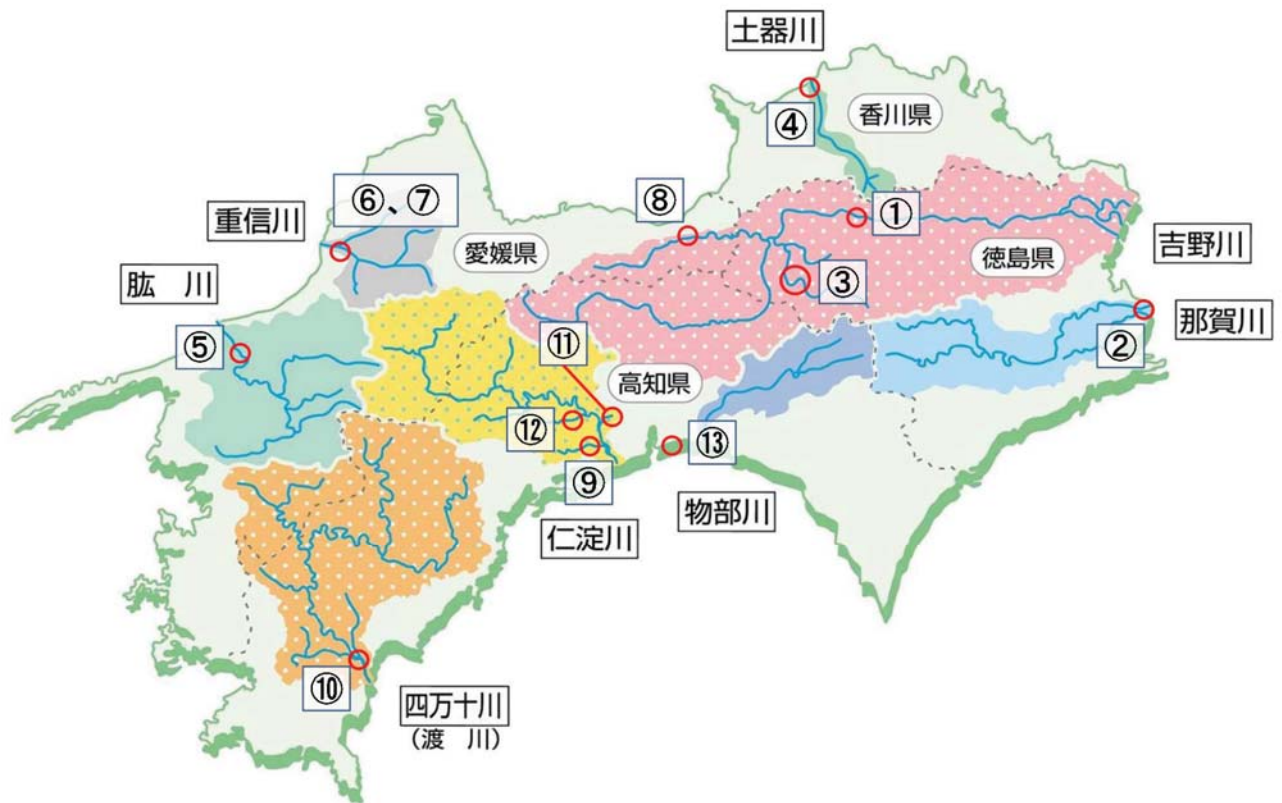 土器川
④
香川県
⑥、⑦
⑧
①
重信川
愛媛県
吉野川
徳島県
肱 川
③
那賀川
⑤
②
⑪
高知県
⑫
⑬
⑨
物部川
仁淀川
⑩
四万十川
(渡 川)